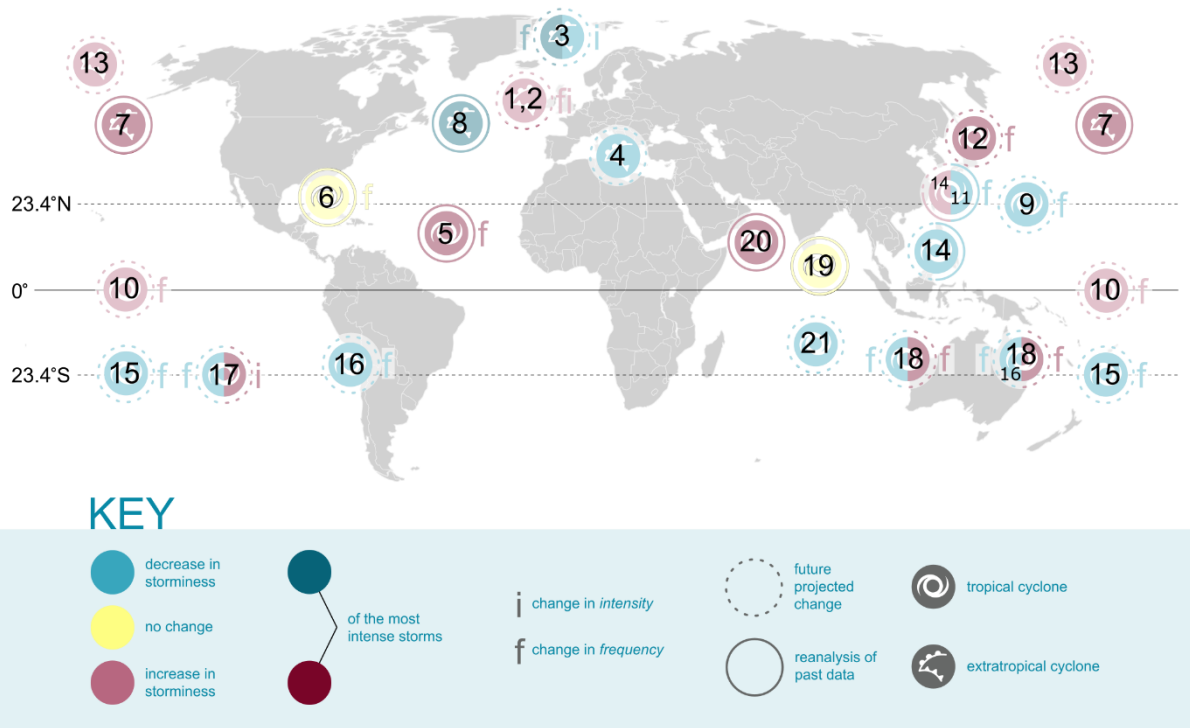 f 3 i
13
13
1,2 fi
7
8
12 f
7
4
14
11 f
6 f
23.4°N
9 f
5 f
20
14
19
0°
10 f
10 f
21
16 f
f 18 f
f 18 f
16
23.4°S
15 f
f 17 i
15 f
KEY
decrease in
storminess
no change
increase in
storminess
of the most
intense storms
i change in intensity
f change in frequency
future
projected
change
reanalysis of
past data
tropical cyclone
extratropical cyclone